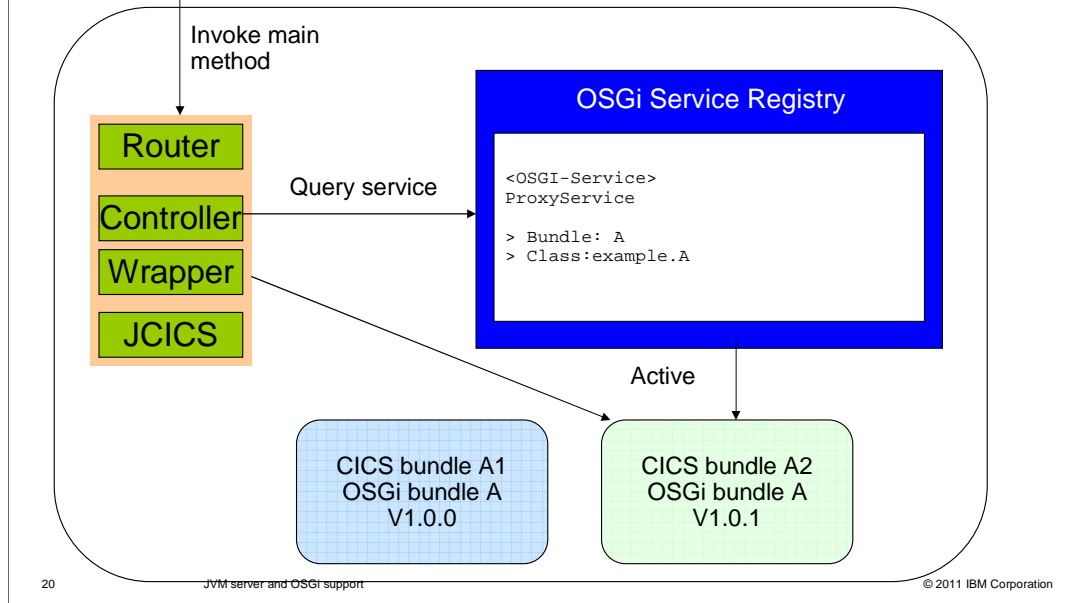 Invoke main
method
OSGi Service Registry
Router
Controller
Wrapper
JCICS
Query service
<OSGI-Service>
ProxyService
> Bundle: A
> Class:example.A
Active
CICS bundle A1
OSGi bundle A
V1.0.0
CICS bundle A2
OSGi bundle A
V1.0.1
20
JVM server and OSGi support
© 2011 IBM Corporation